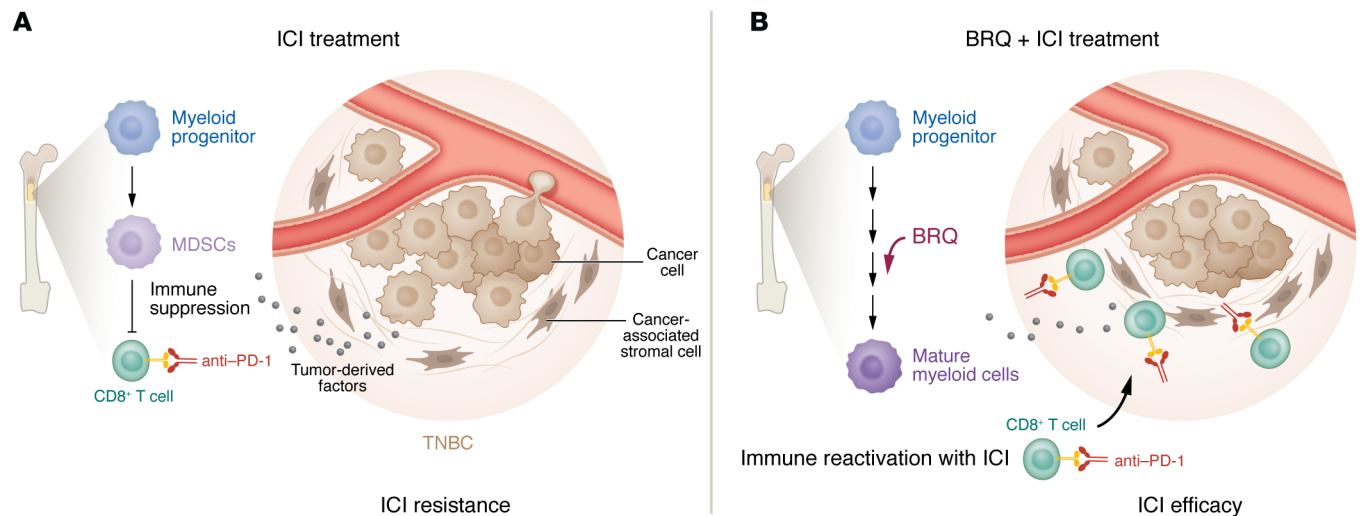 A
ICI treatment
Myeloid
progenitor
MDSCs
Immune
suppression
anti–PD-1
CD8⁺ T cell
Tumor-derived
factors
Cancer
cell
Cancer-
associated
stromal cell
TNBC
ICI resistance
B
BRQ + ICI treatment
Myeloid
progenitor
BRQ
Mature
myeloid cells
CD8⁺ T cell
Immune reactivation with ICI
anti–PD-1
ICI efficacy